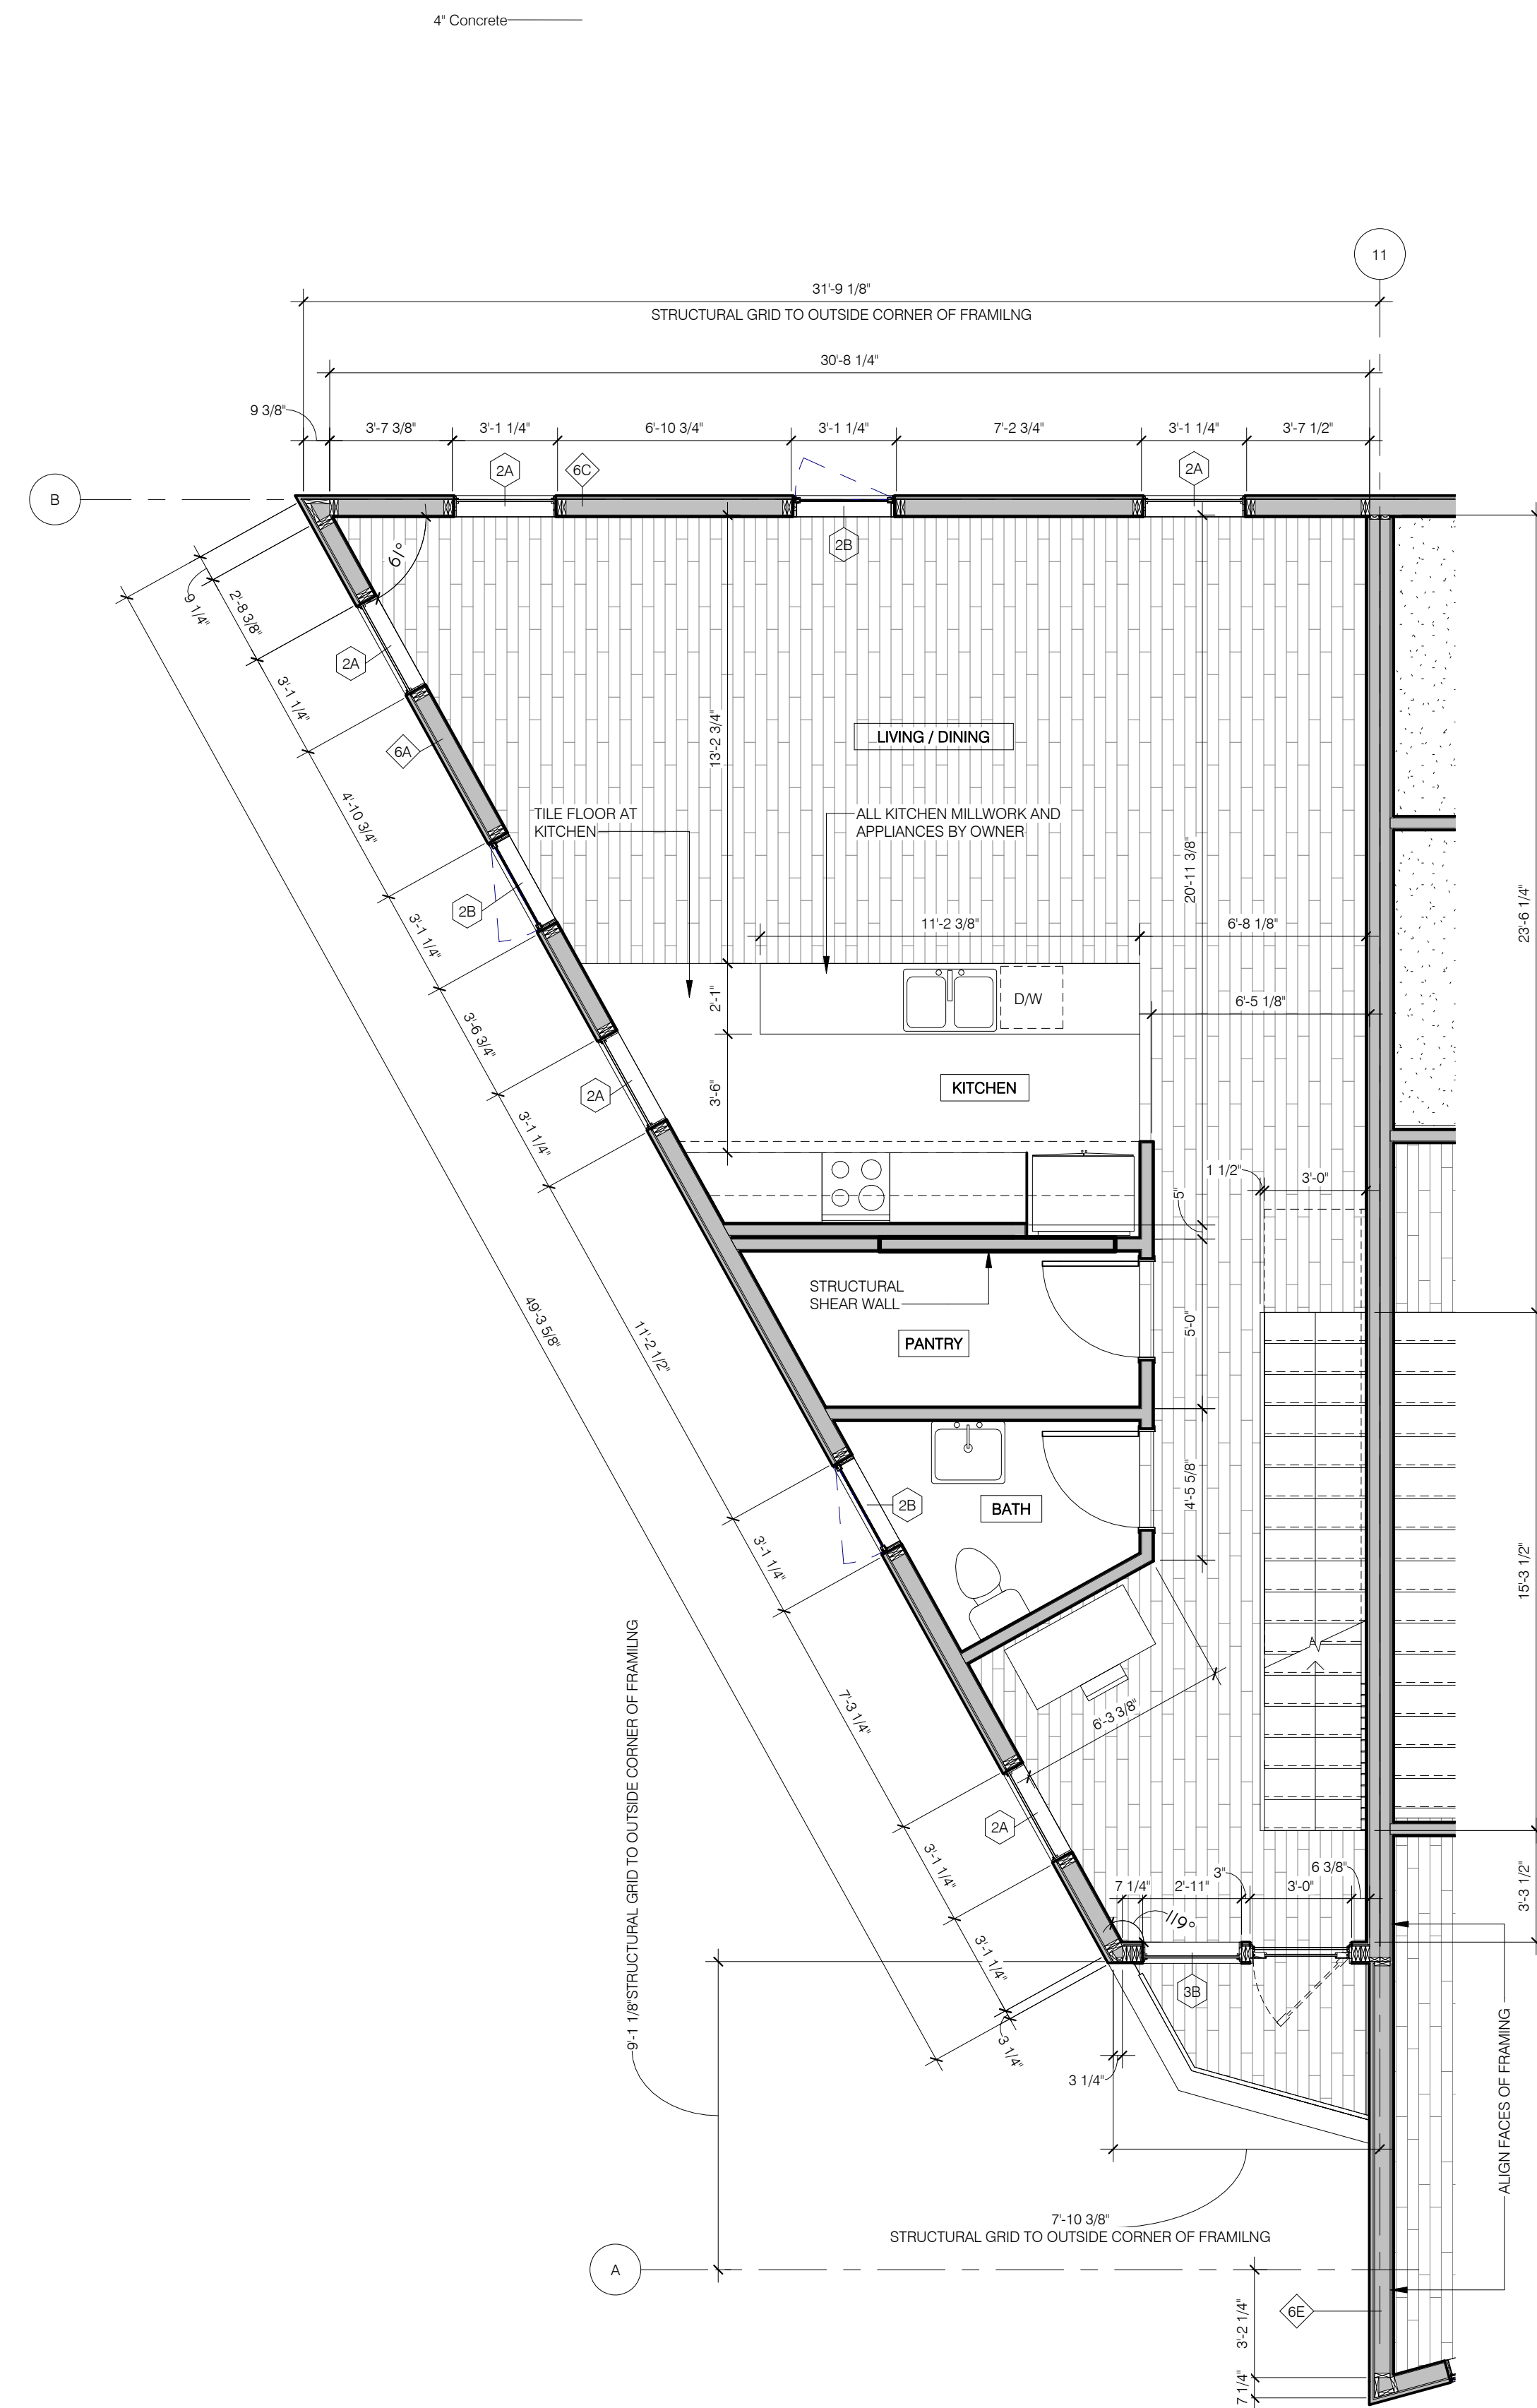 4" Concrete
11
31'-9 1/8"
STRUCTURAL GRID TO OUTSIDE CORNER OF FRAMILNG
30'-8 1/4"
9 3/8"
3'-7 3/8"
3'-1 1/4"
6'-10 3/4"
3'-1 1/4"
7'-2 3/4"
3'-1 1/4"
3'-7 1/2"
2A
6C
2A
B
2B
61°
9 1/4"
2'-8 3/8"
2A
3'-1 1/4"
6A
13'-2 3/4"
LIVING / DINING
4'-10 3/4"
TILE FLOOR AT
KITCHEN
ALL KITCHEN MILLWORK AND
APPLIANCES BY OWNER
20'-11 3/8"
23'-6 1/4"
2B
3'-1 1/4"
11'-2 3/8"
6'-8 1/8"
2'-1"
D/W
6'-5 1/8"
3'-6 3/4"
2A
3'-6"
KITCHEN
3'-1 1/4"
1 1/2"
3'-0"
5"
STRUCTURAL
SHEAR WALL
49'-3 5/8"
11'-2 1/2"
PANTRY
5'-0"
2B
BATH
4'-5 5/8"
3'-1 1/4"
15'-3 1/2"
9'-1 1/8"STRUCTURAL GRID TO OUTSIDE CORNER OF FRAMILNG
7'-3 1/4"
6'-3 3/8"
2A
3'-1 1/4"
7 1/4"
2'-11"
3"
3'-0"
6 3/8"
3'-3 1/2"
119°
3'-1 1/4"
3B
3 1/4"
3 1/4"
ALIGN FACES OF FRAMING
7'-10 3/8"
STRUCTURAL GRID TO OUTSIDE CORNER OF FRAMILNG
A
6E
3'-2 1/4"
7 1/4"